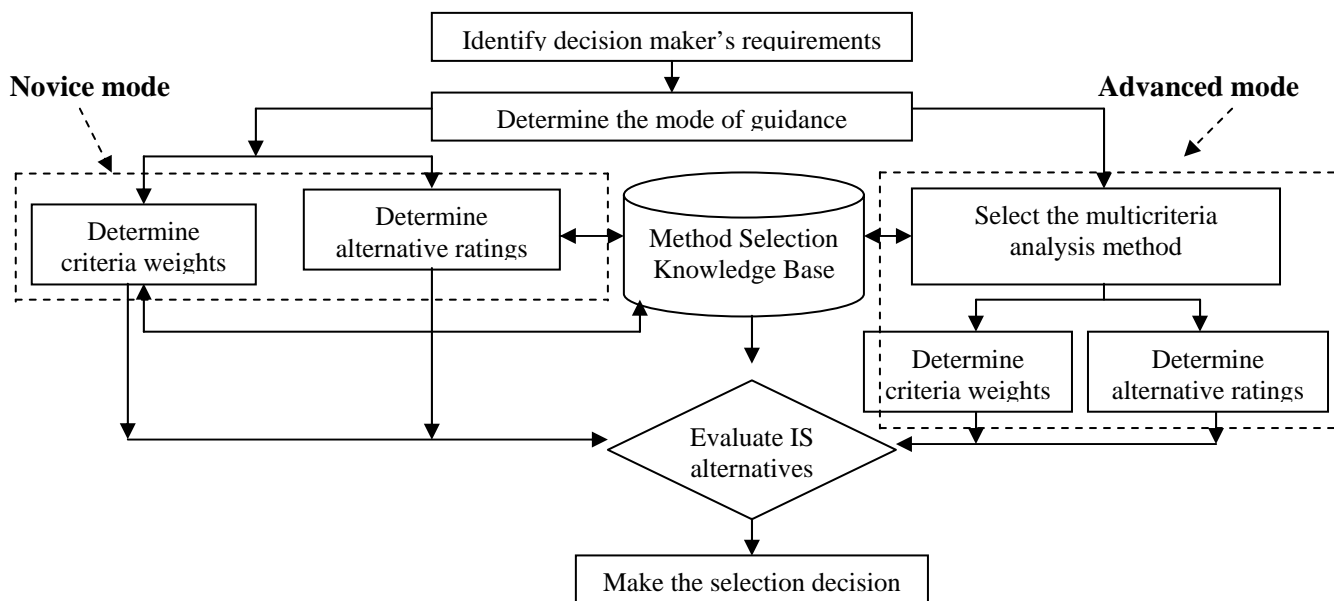 Identify decision maker’s requirements
Novice mode
Advanced mode
Determine the mode of guidance
Determine
criteria weights
Determine
alternative ratings
Method Selection
Knowledge Base
Select the multicriteria
analysis method
Determine
criteria weights
Determine
alternative ratings
Evaluate IS
alternatives
Make the selection decision